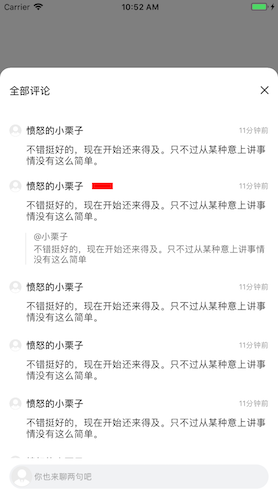 Carrier
10:52 AM
全部评论
愤怒的小栗子
11分钟前
不错挺好的，现在开始还来得及。只不过从某种意上讲事
情没有这么简单。
愤怒的小栗子
11分钟前
不错挺好的，现在开始还来得及。只不过从某种意上讲事
情没有这么简单。
@小栗子
不错挺好的，现在开始还来得及。只不过从某种意上讲事
情没有这么简单
愤怒的小栗子
11分钟前
不错挺好的，现在开始还来得及。只不过从某种意上讲事
情没有这么简单。
愤怒的小栗子
11分钟前
不错挺好的，现在开始还来得及。只不过从某种意上讲事
情没有这么简单。
愤怒的小栗子
11分钟前
不错挺好的，现在开始还来得及。只不过从某种意上讲事
情没有这么简单。
你也来聊两句吧